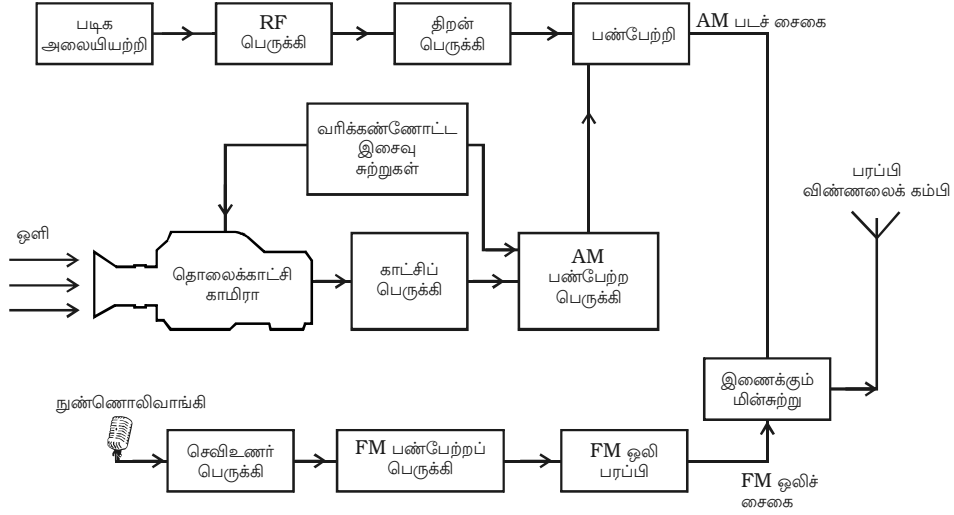 படிக
அலையியற்றி
RF
பெருக்கி
திறன்
பெருக்கி
பண்பேற்றி
AM படச் சைகை
வரிக்கண்ணோட்ட
இசைவு
சுற்றுகள்
பரப்பி
விண்ணலைக் கம்பி
ஒளி
தொலைக்காட்சி
காமிரா
காட்சிப்
பெருக்கி
AM
பண்பேற்ற
பெருக்கி
இணைக்கும்
மின்சுற்று
நுண்ணொலிவாங்கி
செவிஉணர்
பெருக்கி
FM பண்பேற்றப்
பெருக்கி
FM ஒலி
பரப்பி
FM ஒலிச்
சைகை